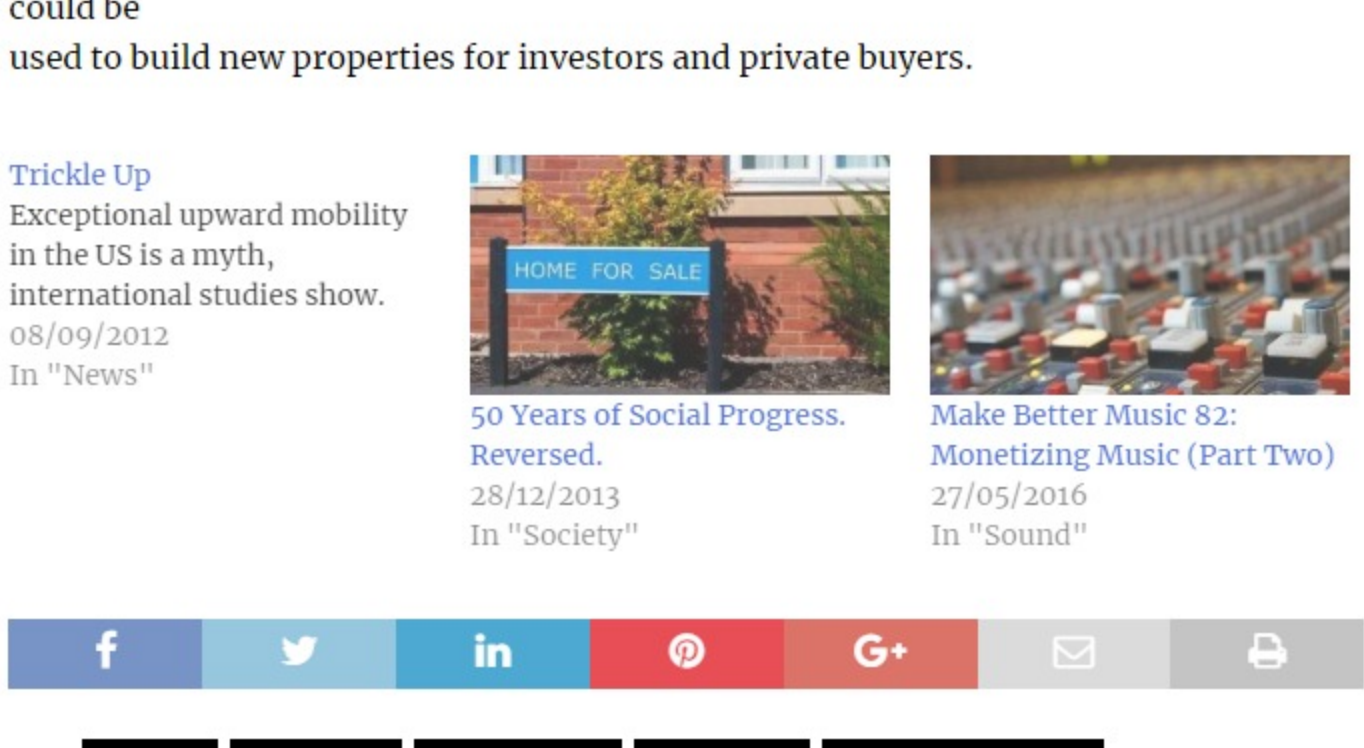 could be
used to build new properties for investors and private buyers.
Trickle Up
Exceptional upward mobility
in the US is a myth,
international studies show.
08/09/2012
In "News"
HOME FOR SALE
50 Years of Social Progress.
Reversed.
28/12/2013
In "Society"
Make Better Music 82:
Monetizing Music (Part Two)
27/05/2016
In "Sound"
f
in
G+